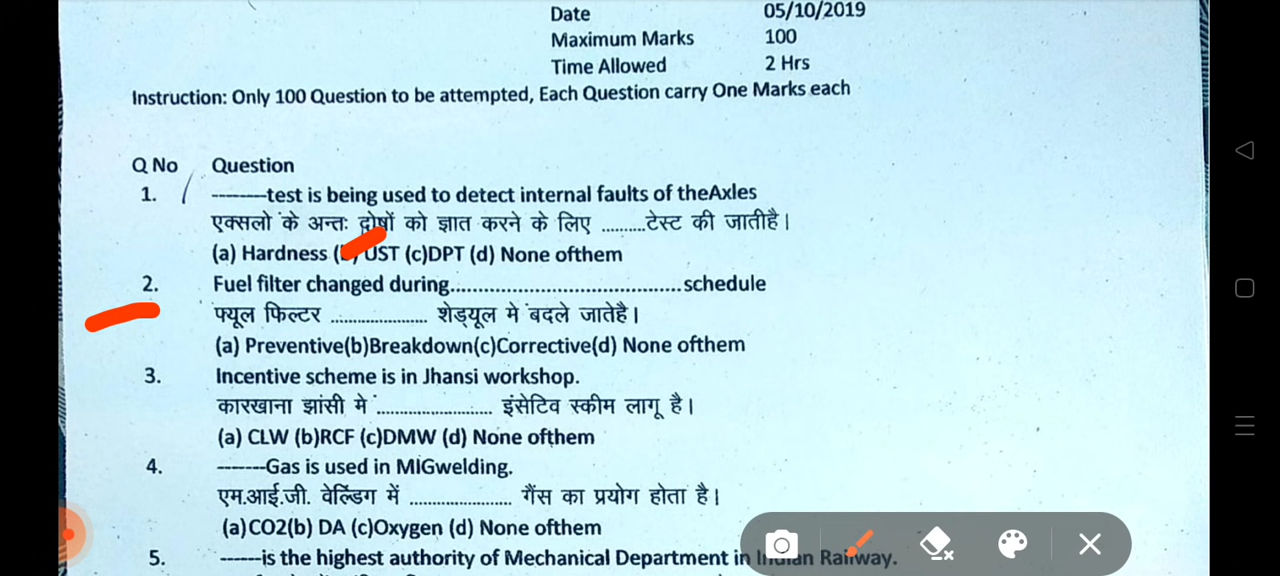 Date 05/10/2019
Maximum Marks 100
Time Allowed 2 Hrs
Instruction: Only 100 Question to be attempted, Each Question carry One Marks each
Q No Question
1. --------test is being used to detect internal faults of theAxles
एक्सलो के अन्तः दोषों को ज्ञात करने के लिए .........टेस्ट की जातीहै।
(a) Hardness (b) UST (c)DPT (d) None ofthem
2. Fuel filter changed during.......................................schedule
फ्यूल फिल्टर .................... शेड्यूल मे बदले जातेहै।
(a) Preventive(b)Breakdown(c)Corrective(d) None ofthem
3. Incentive scheme is in Jhansi workshop.
कारखाना झांसी मे ........................ इंसेटिव स्कीम लागू है।
(a) CLW (b)RCF (c)DMW (d) None ofthem
4. -------Gas is used in MIGwelding.
एम.आई.जी. वेल्डिंग में ..................... गैंस का प्रयोग होता है।
(a)CO2(b) DA (c)Oxygen (d) None ofthem
5. ------is the highest authority of Mechanical Department in Indian Railway.